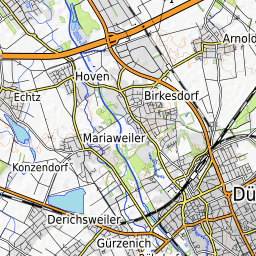 Arnold
Hoven
Echtz
Birkesdorf
Mariaweiler
Konzendorf
Dü
Derichsweiler
Gürzenich